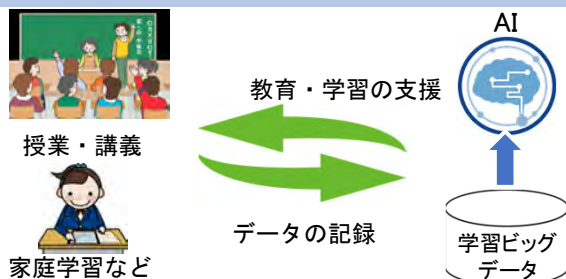 AI
教育・学習の支援
授業・講義
データの記録
学習ビッグ
データ
家庭学習など